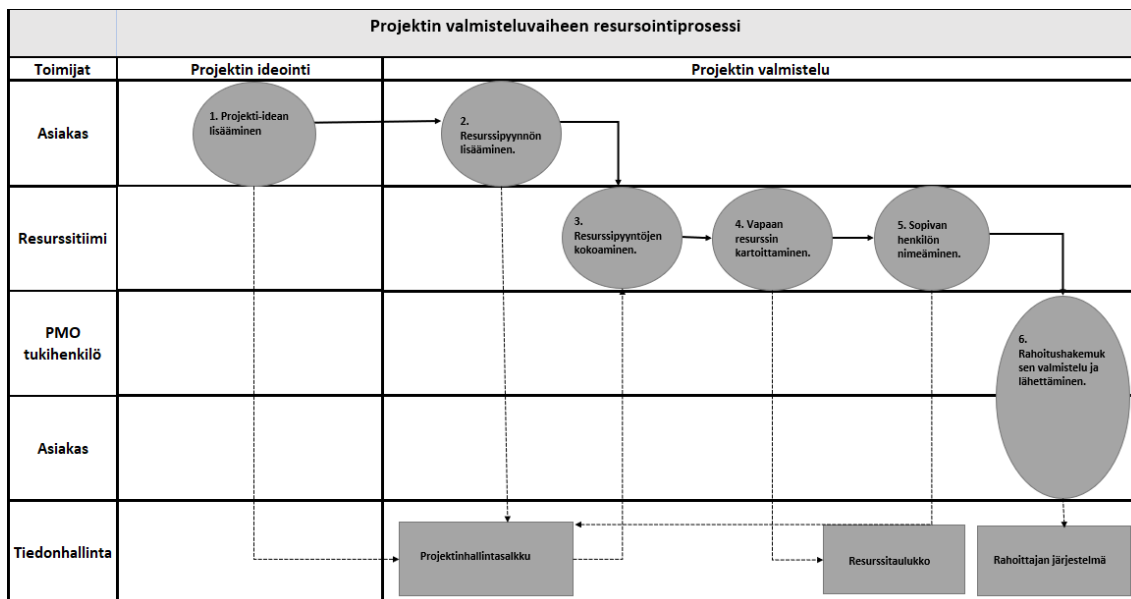 Projektin valmisteluvaiheen resursointiprosessi
Toimijat
Projektin ideointi
Projektin valmistelu
Asiakas
1. Projekti-idean
lisääminen
2.
Resurssipyynnön
lisääminen.
Resurssitiimi
3.
Resurssipyyntöjen
kokoaminen.
4. Vapaan
resurssin
kartoittaminen.
5. Sopivan
henkilön
nimeäminen.
PMO
tukihenkilö
6.
Rahoitushakemuk
sen valmistelu ja
lähettäminen.
Asiakas
Tiedonhallinta
Projektinhallintasalkku
Resurssitaulukko
Rahoittajan järjestelmä